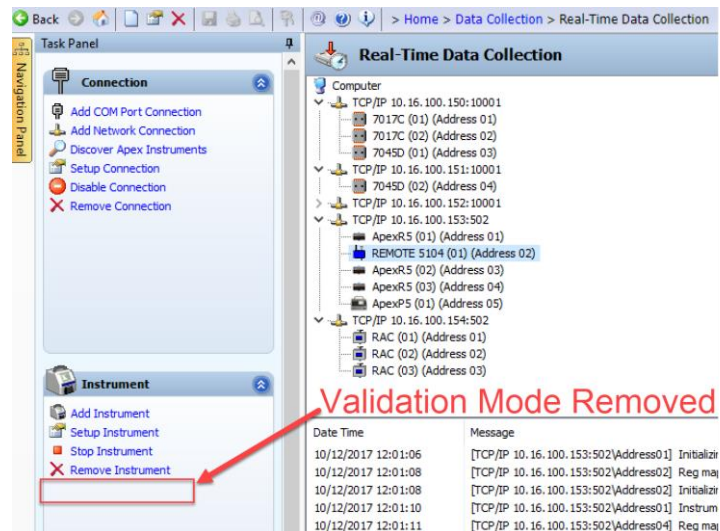 Back
> Home > Data Collection > Real-Time Data Collection
Navigation Panel
Task Panel
Connection
Add COM Port Connection
Add Network Connection
Discover Apex Instruments
Setup Connection
Disable Connection
Remove Connection
Instrument
Add Instrument
Setup Instrument
Stop Instrument
Remove Instrument
Real-Time Data Collection
Computer
TCP/IP 10.16.100.150:10001
7017C (01) (Address 01)
7017C (02) (Address 02)
7045D (01) (Address 03)
TCP/IP 10.16.100.151:10001
7045D (02) (Address 04)
TCP/IP 10.16.100.152:10001
TCP/IP 10.16.100.153:502
ApexR5 (01) (Address 01)
REMOTE 5104 (01) (Address 02)
ApexR5 (02) (Address 03)
ApexR5 (03) (Address 04)
ApexP5 (01) (Address 05)
TCP/IP 10.16.100.154:502
RAC (01) (Address 01)
RAC (02) (Address 02)
RAC (03) (Address 03)
Validation Mode Removed
Date Time Message
10/12/2017 12:01:06 [TCP/IP 10.16.100.153:502\Address01] Initializin
10/12/2017 12:01:08 [TCP/IP 10.16.100.153:502\Address02] Reg map
10/12/2017 12:01:08 [TCP/IP 10.16.100.153:502\Address02] Initializin
10/12/2017 12:01:10 [TCP/IP 10.16.100.153:502\Address01] Instrum
10/12/2017 12:01:11 [TCP/IP 10.16.100.153:502\Address04] Reg map